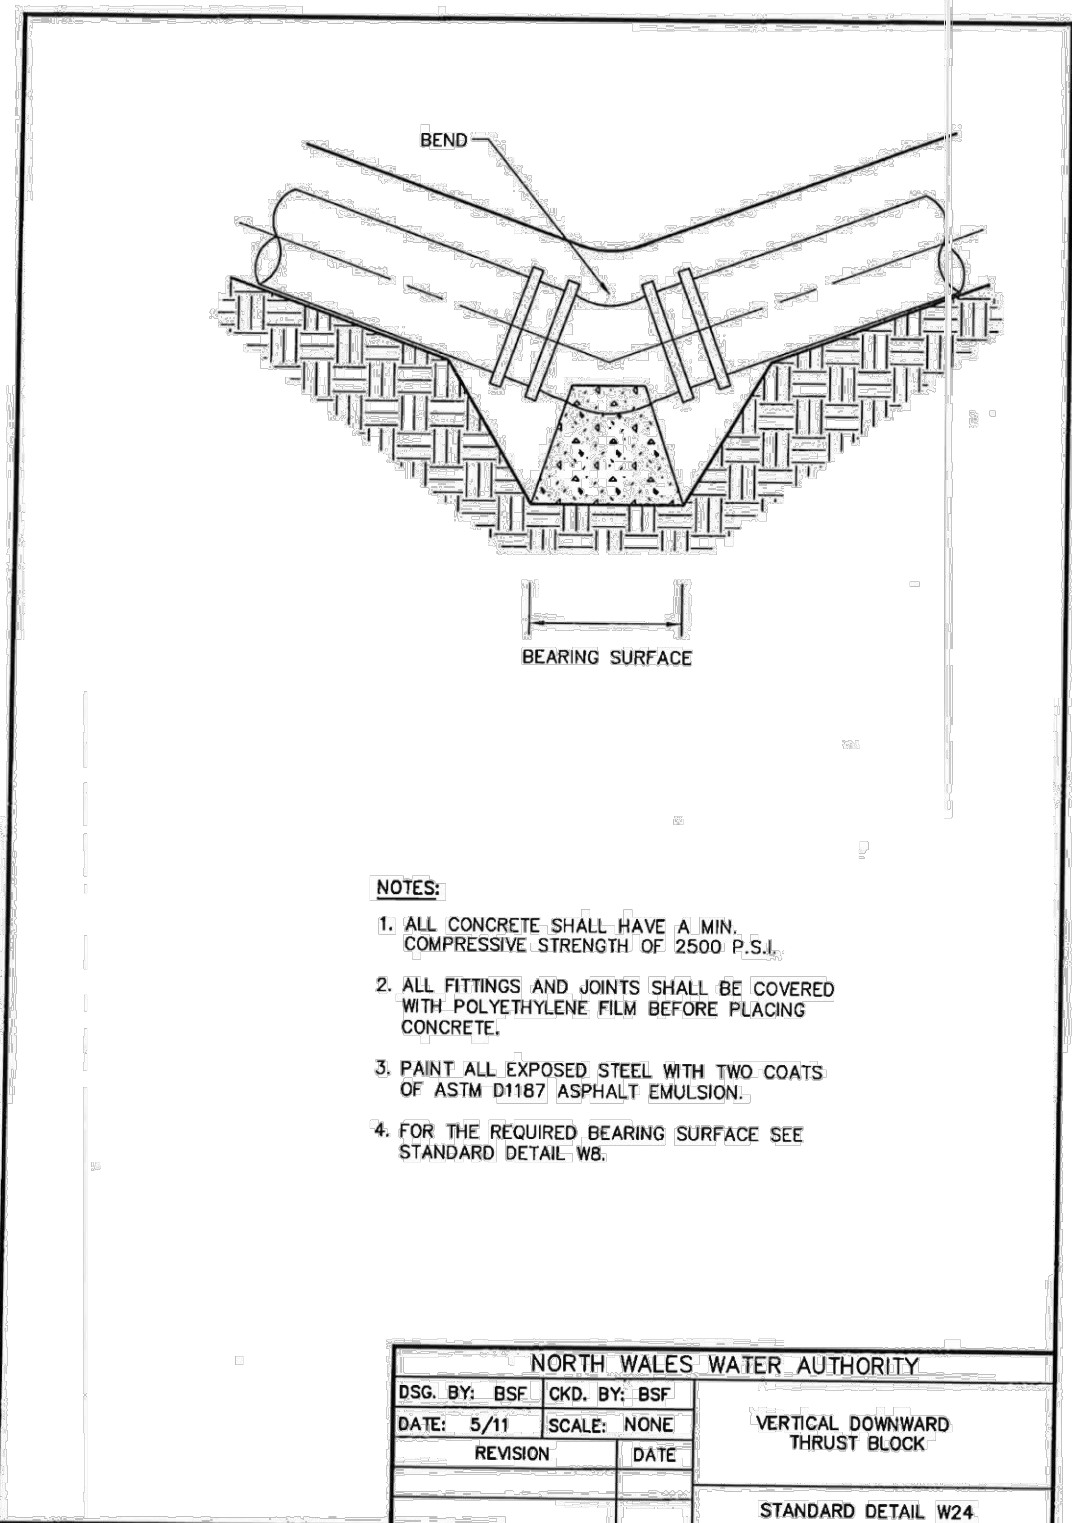 BEND
BEARING SURFACE
NOTES:
1. ALL CONCRETE SHALL HAVE A MIN.
COMPRESSIVE STRENGTH OF 2500 P.S.I.
2. ALL FITTINGS AND JOINTS SHALL BE COVERED
WITH POLYETHYLENE FILM BEFORE PLACING
CONCRETE.
3. PAINT ALL EXPOSED STEEL WITH TWO COATS
OF ASTM D1187 ASPHALT EMULSION.
4. FOR THE REQUIRED BEARING SURFACE SEE
STANDARD DETAIL W8.
NORTH WALES WATER AUTHORITY
DSG. BY: BSF CKD. BY: BSF
DATE: 5/11 SCALE: NONE
REVISION DATE
VERTICAL DOWNWARD
THRUST BLOCK
STANDARD DETAIL W24